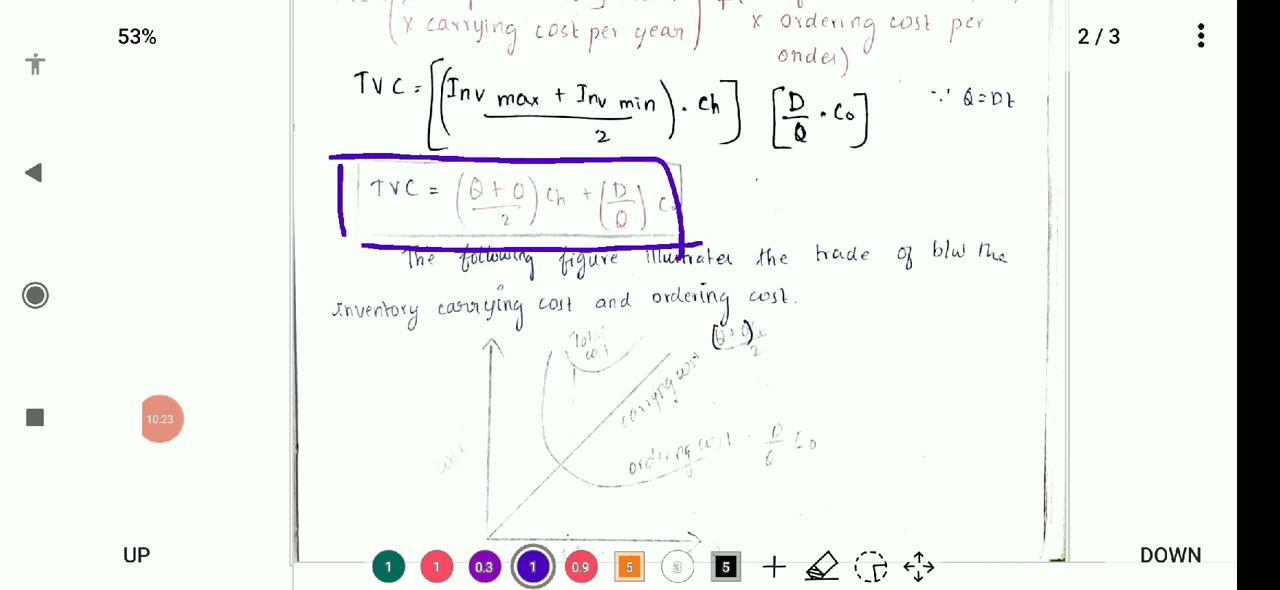 53%
2 / 3
(x carrying cost per year) x ordering cost per
order)
TVC = [(Inv max + Inv min / 2) . Ch] [D/Q . Co] ∵ Q = Dt
TVC = (Q + 0 / 2) Ch + (D/Q) Co
The following figure illustrates the trade of b/w the
inventory carrying cost and ordering cost.
Total
cost
carrying cost
ordering cost D/Q Co
10:23
UP
DOWN
1 1 0.3 1 0.9 5 5